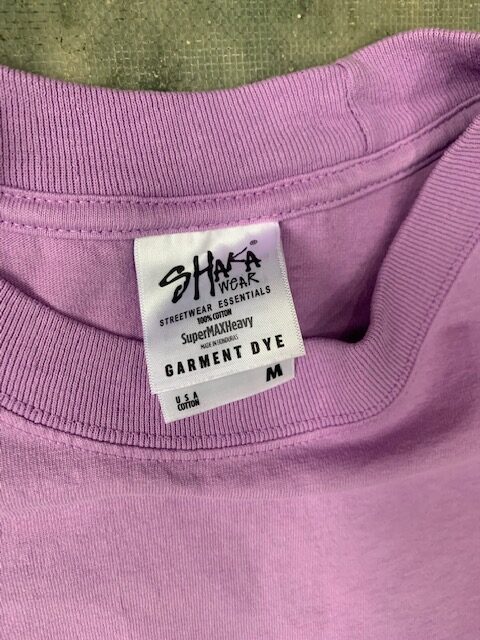 SHAKA®
WEAR
STREETWEAR ESSENTIALS
100% COTTON
SuperMAXHeavy
MADE IN HONDURAS
GARMENT DYE
USA
COTTON
M